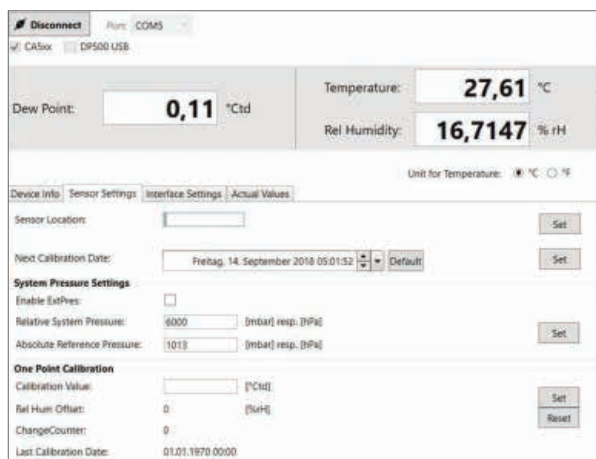 Disconnect Port: COM5
CA5xx DP500 USB
Dew Point: 0,11 °Ctd
Temperature: 27,61 °C
Rel Humidity: 16,7147 % rH
Unit for Temperature: °C °F
Device Info Sensor Settings Interface Settings Actual Values
Sensor Location: Set
Next Calibration Date: Freitag, 14. September 2018 05:01:52 Default Set
System Pressure Settings
Enable ExtPres:
Relative System Pressure: 6000 [mbar] resp. [hPa]
Absolute Reference Pressure: 1013 [mbar] resp. [hPa] Set
One Point Calibration
Calibration Value: [°Ctd] Set
Rel Hum Offset: 0 [%rH] Reset
ChangeCounter: 0
Last Calibration Date: 01.01.1970 00:00